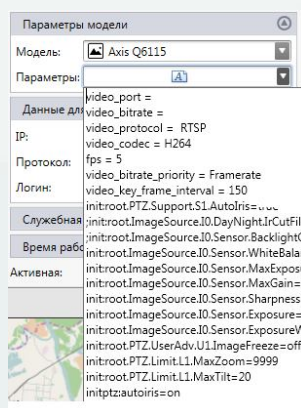 Параметры модели
Модель: Axis Q6115
Параметры:
video_port =
video_bitrate =
video_protocol = RTSP
video_codec = H264
fps = 5
video_bitrate_priority = Framerate
video_key_frame_interval = 150
init:root.PTZ.Support.S1.AutoIris=true
;init:root.ImageSource.I0.DayNight.IrCutFil
;init:root.ImageSource.I0.Sensor.Backlight
init:root.ImageSource.I0.Sensor.WhiteBala
init:root.ImageSource.I0.Sensor.MaxExposu
init:root.ImageSource.I0.Sensor.MaxGain=
init:root.ImageSource.I0.Sensor.Sharpness
init:root.ImageSource.I0.Sensor.Exposure=
init:root.ImageSource.I0.Sensor.Exposure
init:root.PTZ.UserAdv.U1.ImageFreeze=off
init:root.PTZ.Limit.L1.MaxZoom=9999
init:root.PTZ.Limit.L1.MaxTilt=20
initptz:autoiris=on
Данные для
IP:
Протокол:
Логин:
Служебная
Время рабо
Активная: